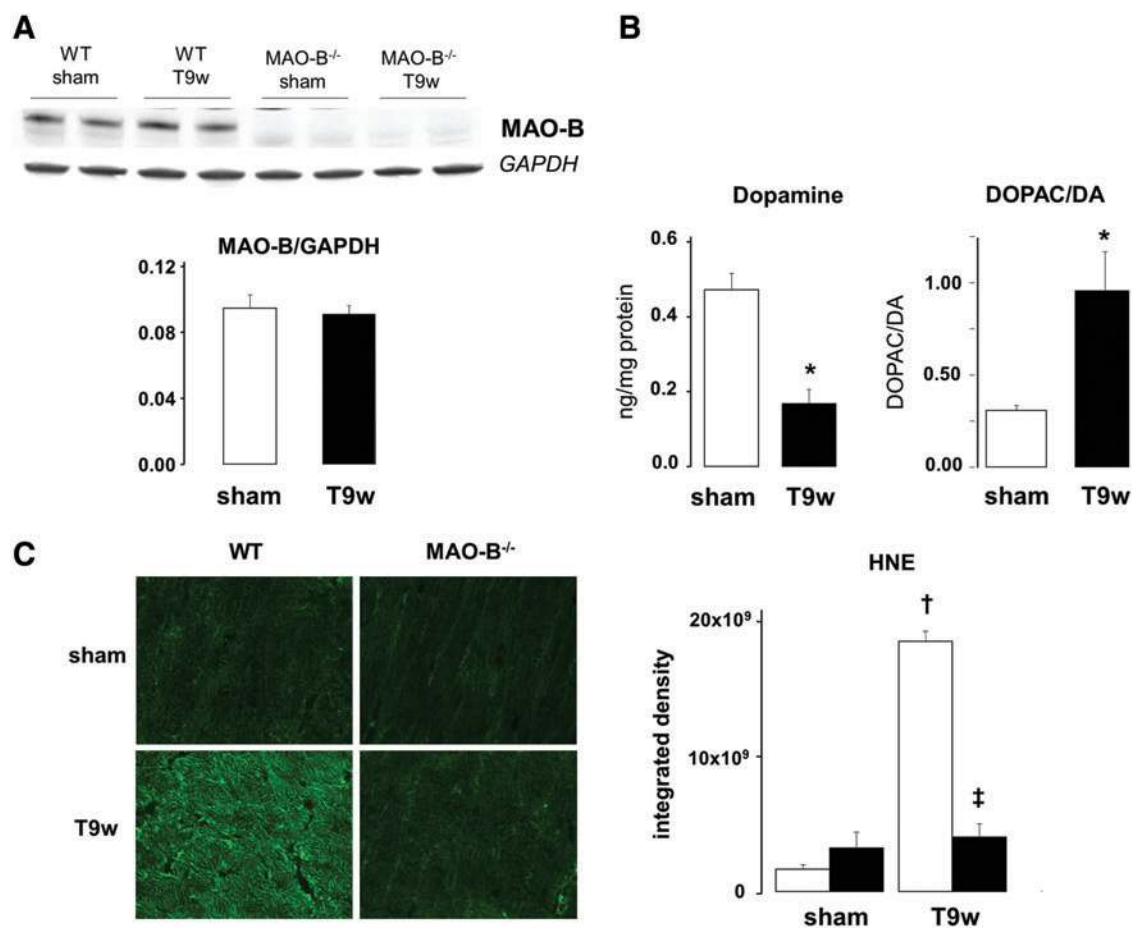 A
WT
sham
WT
T9w
MAO-B-/-
sham
MAO-B-/-
T9w
MAO-B
GAPDH
MAO-B/GAPDH
0.12
0.08
0.04
0.00
sham
T9w
B
Dopamine
ng/mg protein
0.6
0.4
0.2
0.0
*
sham
T9w
DOPAC/DA
DOPAC/DA
1.00
0.50
0.00
*
sham
T9w
C
WT
MAO-B-/-
sham
T9w
HNE
integrated density
20x10⁹
10x10⁹
0
†
‡
sham
T9w